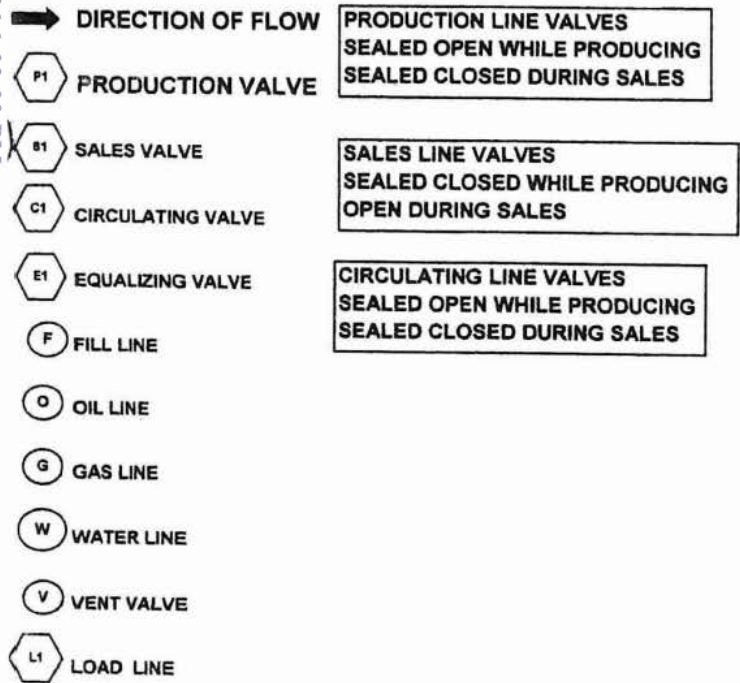 DIRECTION OF FLOW
PRODUCTION LINE VALVES
SEALED OPEN WHILE PRODUCING
SEALED CLOSED DURING SALES
P1 PRODUCTION VALVE
S1 SALES VALVE
SALES LINE VALVES
SEALED CLOSED WHILE PRODUCING
OPEN DURING SALES
C1 CIRCULATING VALVE
E1 EQUALIZING VALVE
CIRCULATING LINE VALVES
SEALED OPEN WHILE PRODUCING
SEALED CLOSED DURING SALES
F FILL LINE
O OIL LINE
G GAS LINE
W WATER LINE
V VENT VALVE
L1 LOAD LINE